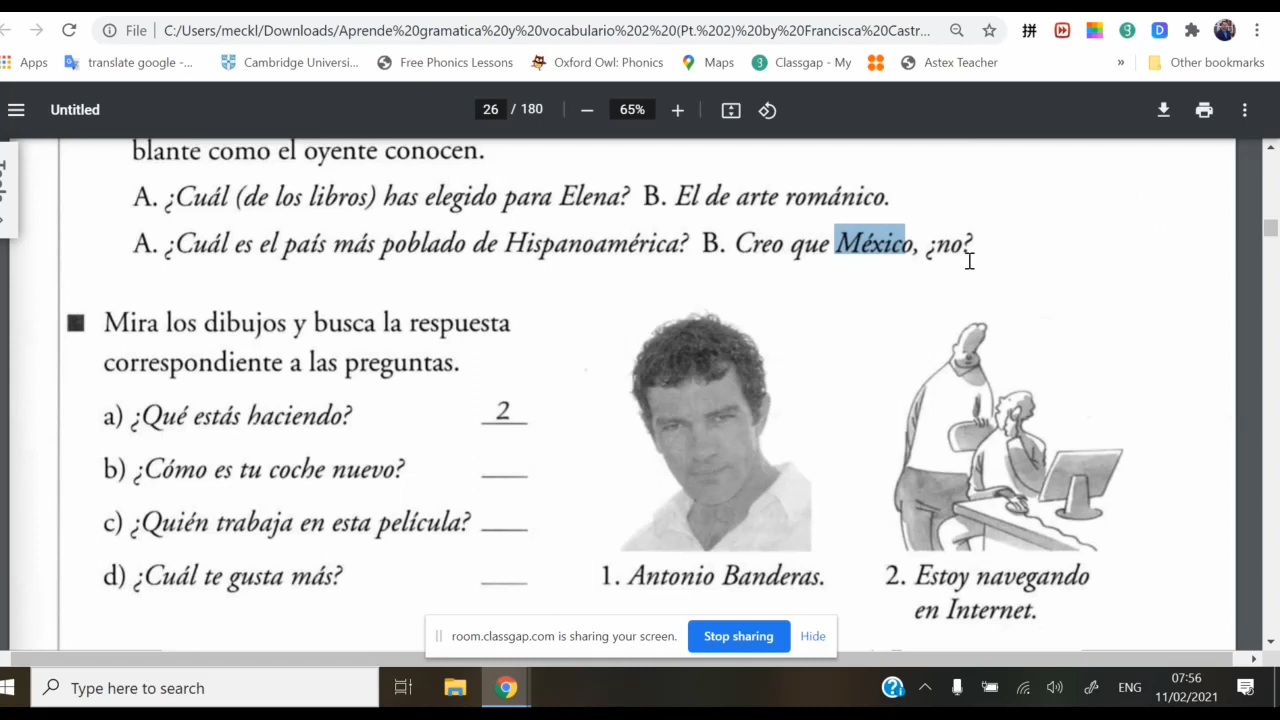 File
C:/Users/meckl/Downloads/Aprende%20gramatica%20y%20vocabulario%202%20(Pt.%202)%20by%20Francisca%20Castr...
Apps
translate google -...
Cambridge Universi...
Free Phonics Lessons
Oxford Owl: Phonics
Maps
Classgap - My
Astex Teacher
»
Other bookmarks
Untitled
26 / 180
65%
Tools
blante como el oyente conocen.
A. ¿Cuál (de los libros) has elegido para Elena? B. El de arte románico.
A. ¿Cuál es el país más poblado de Hispanoamérica? B. Creo que México, ¿no?
Mira los dibujos y busca la respuesta
correspondiente a las preguntas.
a) ¿Qué estás haciendo? 2
b) ¿Cómo es tu coche nuevo?
c) ¿Quién trabaja en esta película?
d) ¿Cuál te gusta más?
1. Antonio Banderas.
2. Estoy navegando
en Internet.
room.classgap.com is sharing your screen.
Stop sharing
Hide
Type here to search
ENG
07:56
11/02/2021